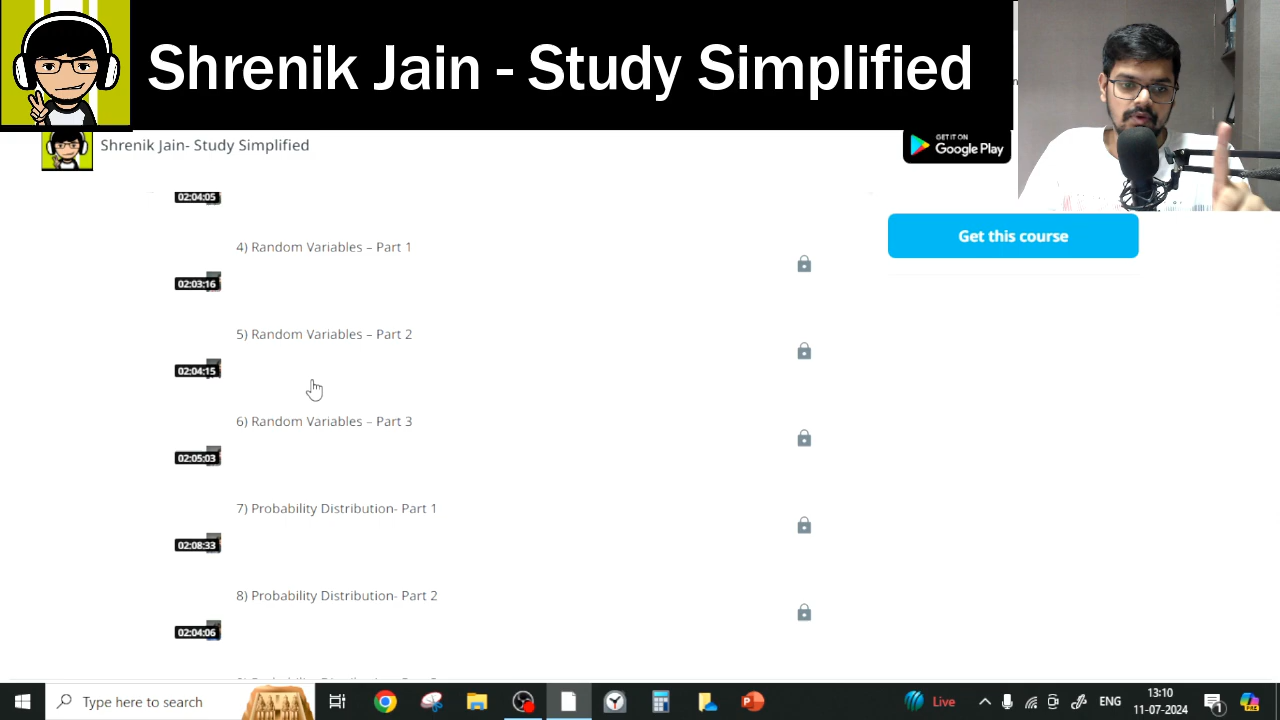 Shrenik Jain - Study Simplified
Shrenik Jain- Study Simplified
GET IT ON
Google Play
02:04:05
Get this course
4) Random Variables – Part 1
02:03:16
5) Random Variables – Part 2
02:04:15
6) Random Variables – Part 3
02:05:03
7) Probability Distribution- Part 1
02:08:33
8) Probability Distribution- Part 2
02:04:06
Type here to search
Live
ENG
13:10
11-07-2024
1